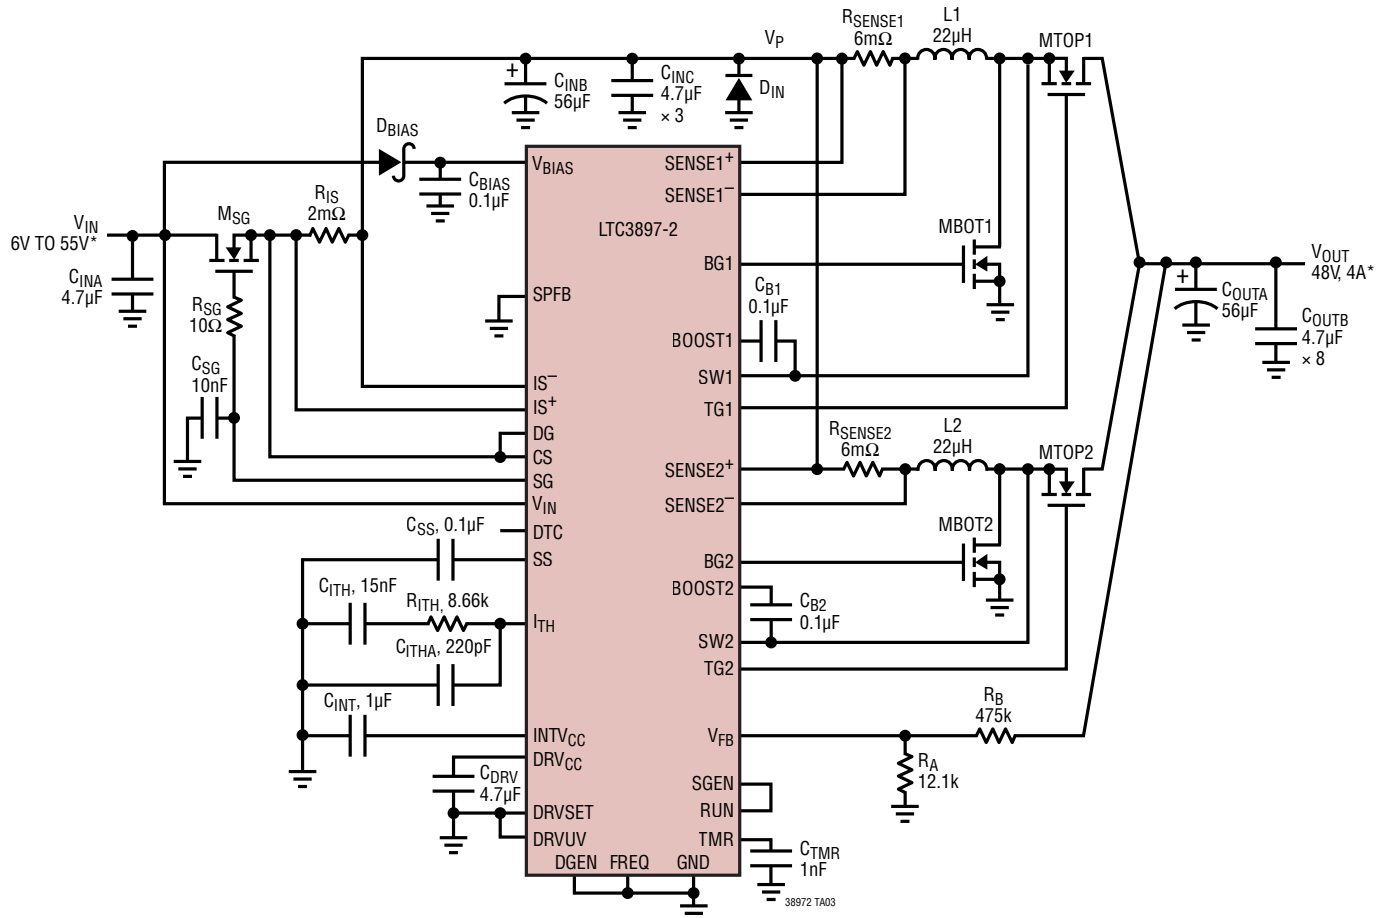 RSENSE1
6mΩ
L1
22µH
MTOP1
VP
CINB
56µF
CINC
4.7µF
× 3
DIN
DBIAS
CBIAS
0.1µF
VIN
6V TO 55V*
CINA
4.7µF
MSG
RIS
2mΩ
RSG
10Ω
CSG
10nF
LTC3897-2
VBIAS
SPFB
IS–
IS+
DG
CS
SG
VIN
DTC
SS
ITH
INTVCC
DRVCC
DRVSET
DRVUV
DGEN
FREQ
GND
SENSE1+
SENSE1–
BG1
BOOST1
SW1
TG1
SENSE2+
SENSE2–
BG2
BOOST2
SW2
TG2
VFB
SGEN
RUN
TMR
MBOT1
CB1
0.1µF
VOUT
48V, 4A*
COUTA
56µF
COUTB
4.7µF
× 8
RSENSE2
6mΩ
L2
22µH
MTOP2
MBOT2
CB2
0.1µF
CSS, 0.1µF
CITH, 15nF
RITH, 8.66k
CITHA, 220pF
CINT, 1µF
CDRV
4.7µF
RB
475k
RA
12.1k
CTMR
1nF
38972 TA03